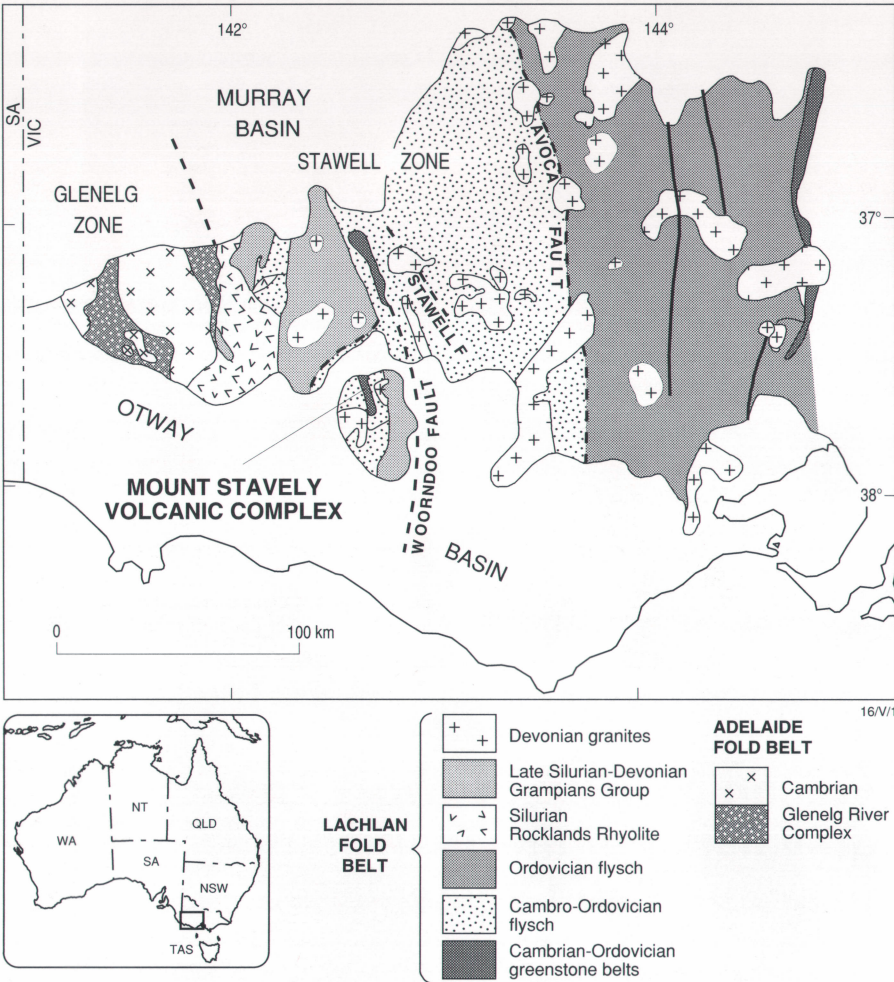 142°
144°
SA
VIC
MURRAY
BASIN
STAWELL ZONE
GLENELG
ZONE
AVOCA
FAULT
37°
STAWELL F
OTWAY
WOORNDOO FAULT
MOUNT STAVELY
VOLCANIC COMPLEX
38°
BASIN
0
100 km
16/V/1
WA
NT
SA
QLD
NSW
TAS
LACHLAN
FOLD
BELT
Devonian granites
Late Silurian-Devonian
Grampians Group
Silurian
Rocklands Rhyolite
Ordovician flysch
Cambro-Ordovician
flysch
Cambrian-Ordovician
greenstone belts
ADELAIDE
FOLD BELT
Cambrian
Glenelg River
Complex